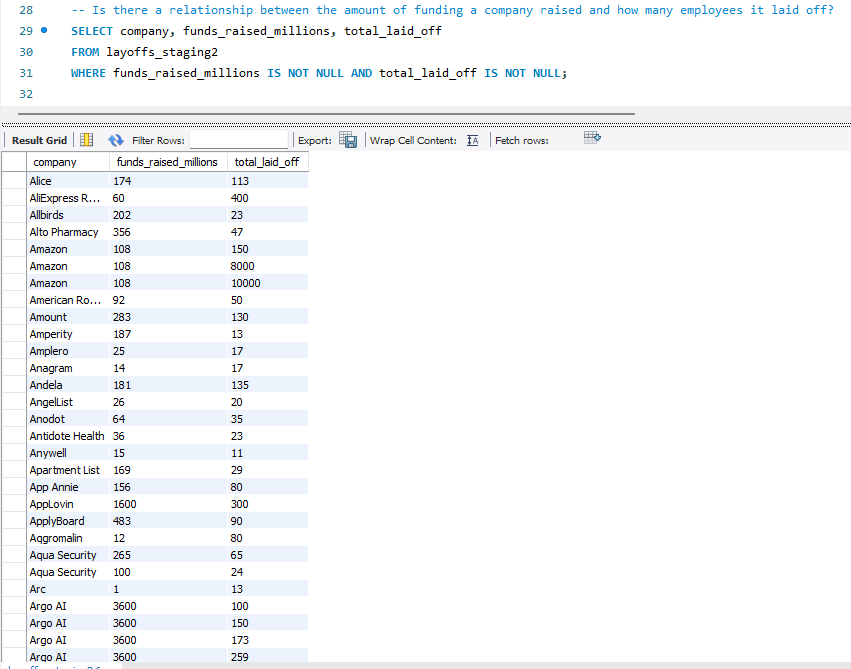 28 -- Is there a relationship between the amount of funding a company raised and how many employees it laid off?
29 SELECT company, funds_raised_millions, total_laid_off
30 FROM layoffs_staging2
31 WHERE funds_raised_millions IS NOT NULL AND total_laid_off IS NOT NULL;
32
Result Grid Filter Rows: Export: Wrap Cell Content: Fetch rows:
company funds_raised_millions total_laid_off
Alice 174 113
AliExpress R... 60 400
Allbirds 202 23
Alto Pharmacy 356 47
Amazon 108 150
Amazon 108 8000
Amazon 108 10000
American Ro... 92 50
Amount 283 130
Amperity 187 13
Amplero 25 17
Anagram 14 17
Andela 181 135
AngelList 26 20
Anodot 64 35
Antidote Health 36 23
Anywell 15 11
Apartment List 169 29
App Annie 156 80
AppLovin 1600 300
ApplyBoard 483 90
Aqgromalin 12 80
Aqua Security 265 65
Aqua Security 100 24
Arc 1 13
Argo AI 3600 100
Argo AI 3600 150
Argo AI 3600 173
Argo AI 3600 259